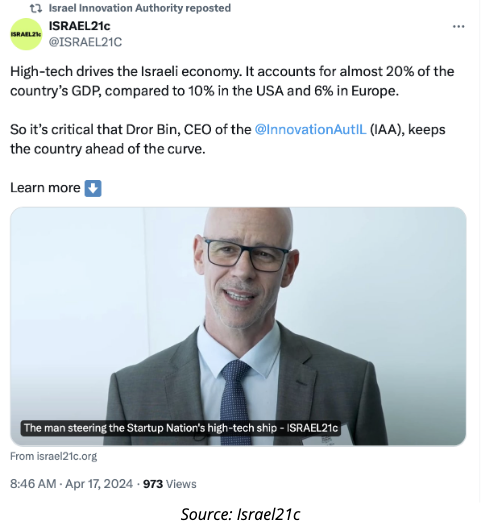 Israel Innovation Authority reposted
ISRAEL21c
ISRAEL21c
@ISRAEL21C
High-tech drives the Israeli economy. It accounts for almost 20% of the
country's GDP, compared to 10% in the USA and 6% in Europe.
So it's critical that Dror Bin, CEO of the @InnovationAutIL (IAA), keeps
the country ahead of the curve.
Learn more
The man steering the Startup Nation's high-tech ship - ISRAEL21c
From israel21c.org
8:46 AM · Apr 17, 2024 · 973 Views
Source: Israel21c